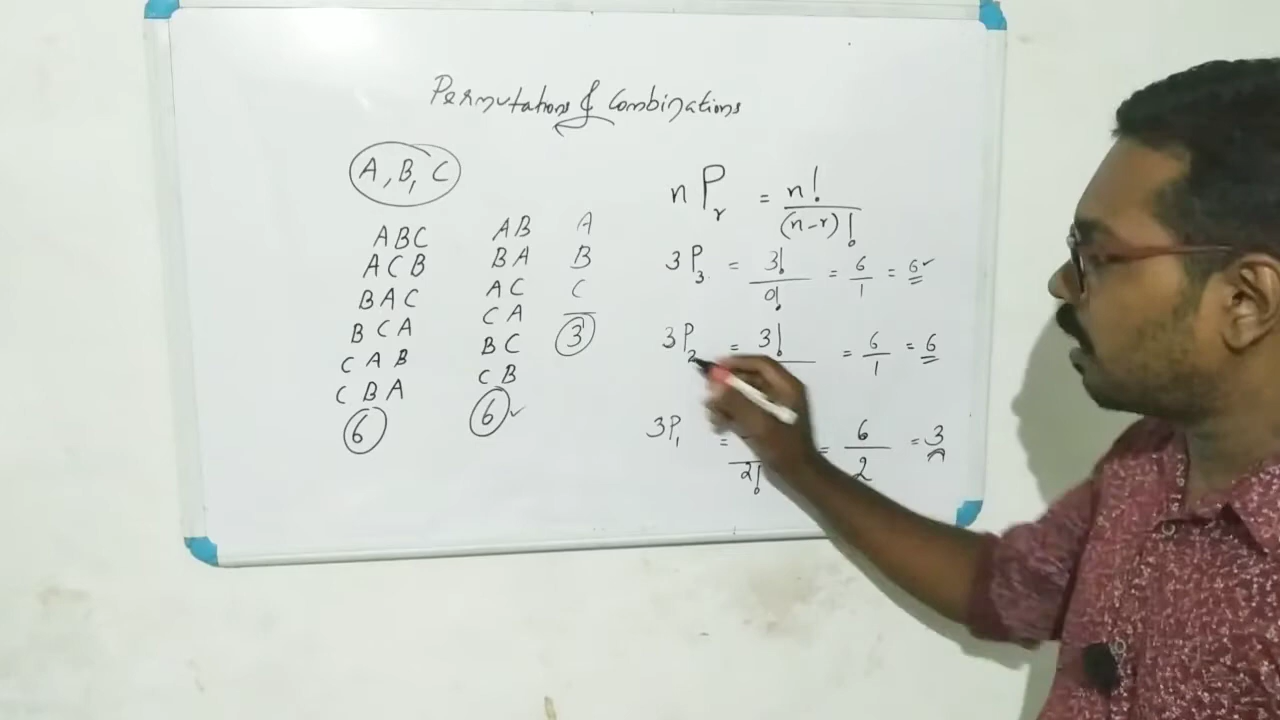 Permutations & Combinations
A, B, C
ABC
ACB
BAC
BCA
CAB
CBA
6
AB
BA
AC
CA
BC
CB
6 ✓
A
B
C
3
nPr = n! / (n-r)!
3P3 = 3! / 0! = 6/1 = 6 ✓
3P2 = 3! = 6/1 = 6
3P1 = 2! = 6/2 = 3